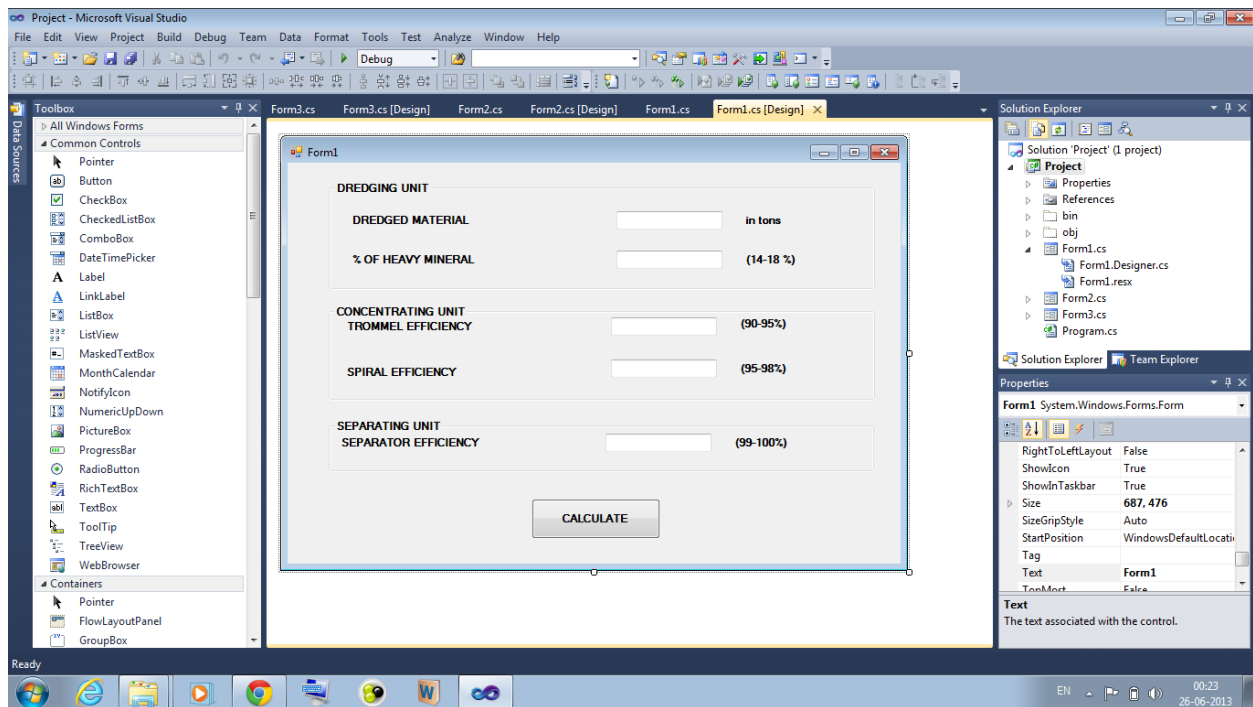 Project - Microsoft Visual Studio
File Edit View Project Build Debug Team Data Format Tools Test Analyze Window Help
Debug
Toolbox
Form3.cs Form3.cs [Design] Form2.cs Form2.cs [Design] Form1.cs Form1.cs [Design]
Solution Explorer
Data Sources
All Windows Forms
Common Controls
Pointer
Button
CheckBox
CheckedListBox
ComboBox
DateTimePicker
Label
LinkLabel
ListBox
ListView
MaskedTextBox
MonthCalendar
NotifyIcon
NumericUpDown
PictureBox
ProgressBar
RadioButton
RichTextBox
TextBox
ToolTip
TreeView
WebBrowser
Containers
Pointer
FlowLayoutPanel
GroupBox
Form1
DREDGING UNIT
DREDGED MATERIAL in tons
% OF HEAVY MINERAL (14-18 %)
CONCENTRATING UNIT
TROMMEL EFFICIENCY (90-95%)
SPIRAL EFFICIENCY (95-98%)
SEPARATING UNIT
SEPARATOR EFFICIENCY (99-100%)
CALCULATE
Solution 'Project' (1 project)
Project
Properties
References
bin
obj
Form1.cs
Form1.Designer.cs
Form1.resx
Form2.cs
Form3.cs
Program.cs
Solution Explorer Team Explorer
Properties
Form1 System.Windows.Forms.Form
RightToLeftLayout False
ShowIcon True
ShowInTaskbar True
Size 687, 476
SizeGripStyle Auto
StartPosition WindowsDefaultLocati
Tag
Text Form1
TopMost False
Text
The text associated with the control.
Ready
EN
00:23
26-06-2013